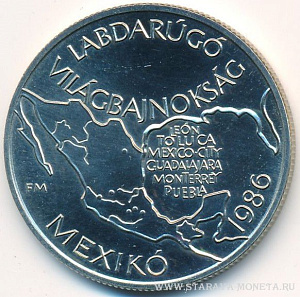 LABDARÚGÓ
VILÁGBAJNOKSÁG
LEÓN
TOLUCA
MEXICO-CITY
GUADALAJARA
MONTERREY
PUEBLA
FM
1986
MEXIKÓ
WWW.STARAYA-MONETA.RU